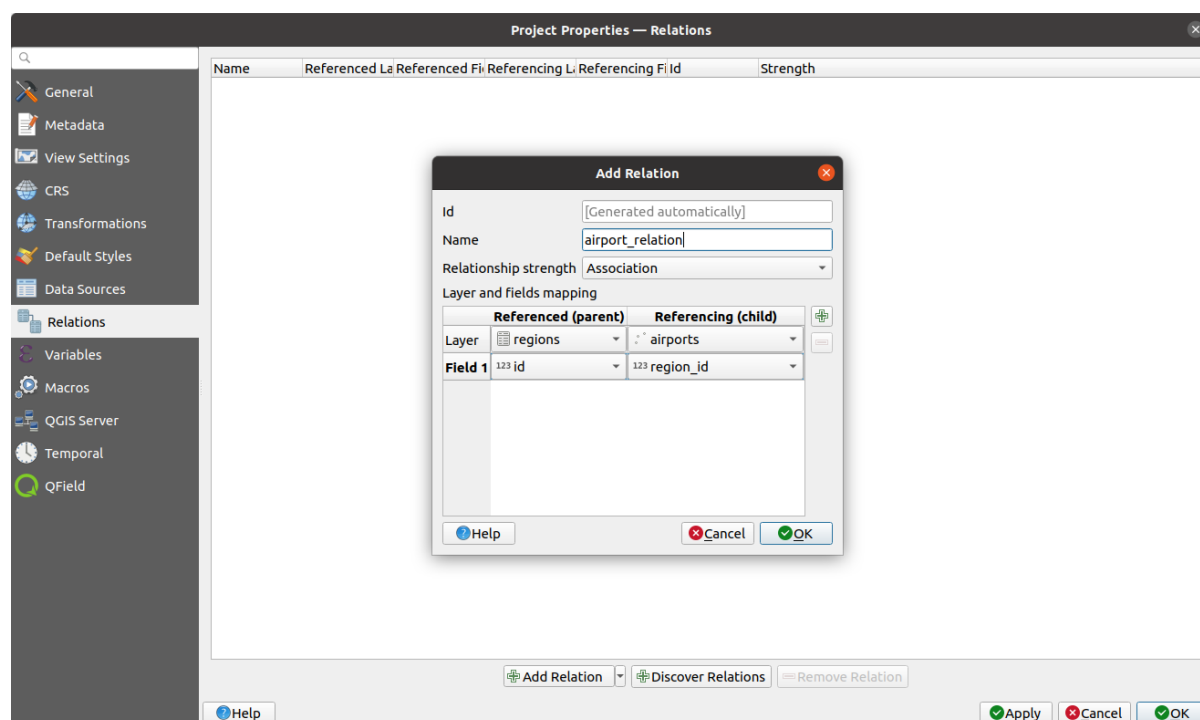 Project Properties — Relations
Name Referenced La Referenced Fi Referencing La Referencing Fi Id Strength
General
Metadata
View Settings
CRS
Transformations
Default Styles
Data Sources
Relations
Variables
Macros
QGIS Server
Temporal
QField
Add Relation
Id [Generated automatically]
Name airport_relation
Relationship strength Association
Layer and fields mapping
Referenced (parent) Referencing (child)
Layer regions airports
Field 1 123 id 123 region_id
Help Cancel OK
Add Relation Discover Relations Remove Relation
Help Apply Cancel OK